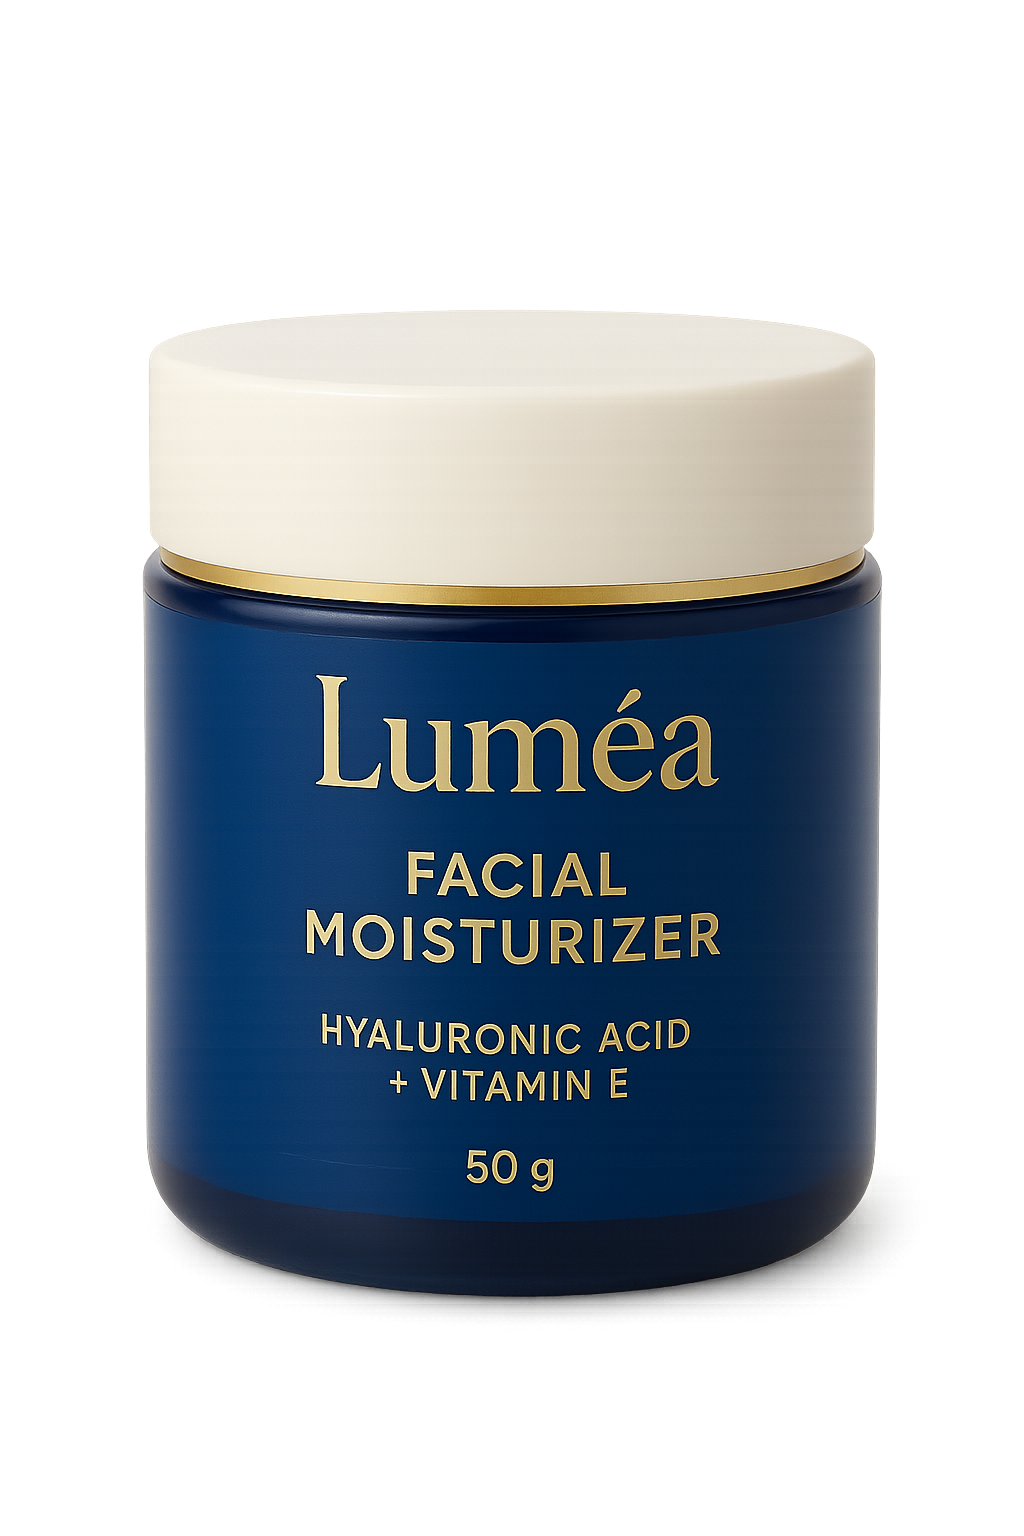 Luméa
FACIAL
MOISTURIZER
HYALURONIC ACID
+ VITAMIN E
50 g